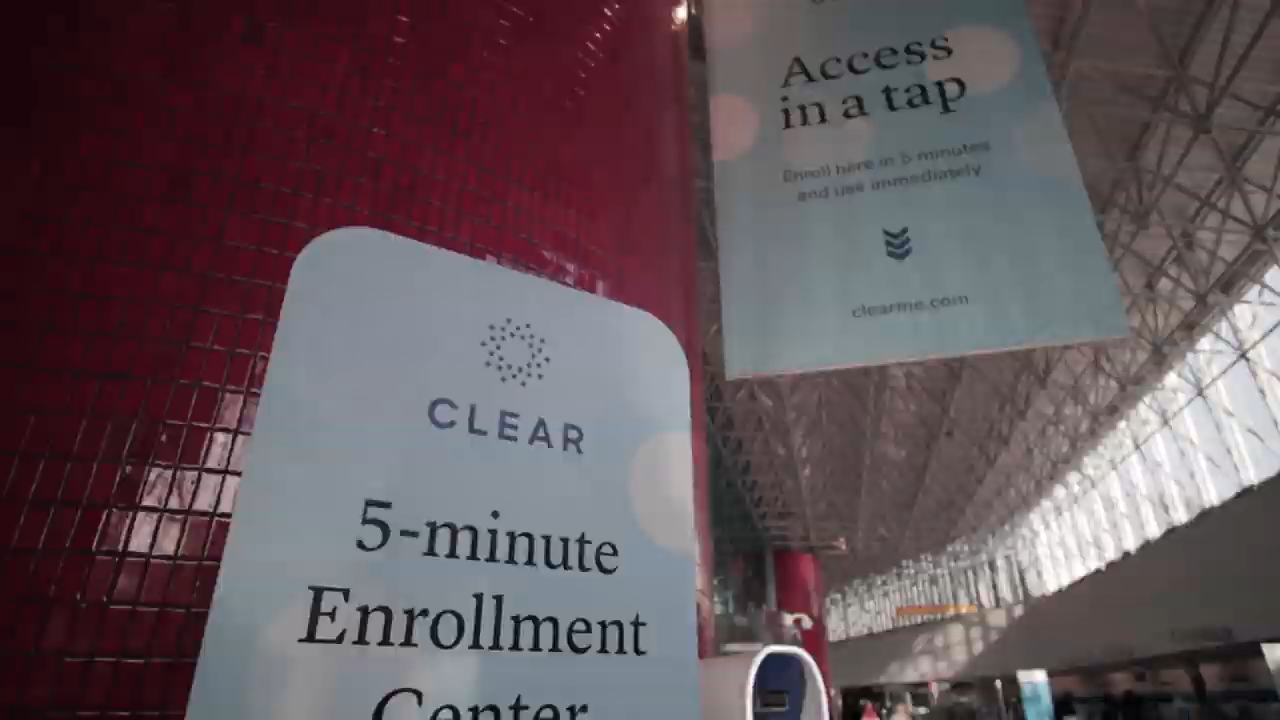 Access
in a tap
Enroll here in 5 minutes
and use immediately
clearme.com
CLEAR
5-minute
Enrollment
Center